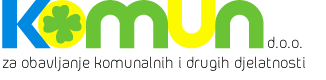 KOMUN d.o.o.
za obavljanje komunalnih i drugih djelatnosti